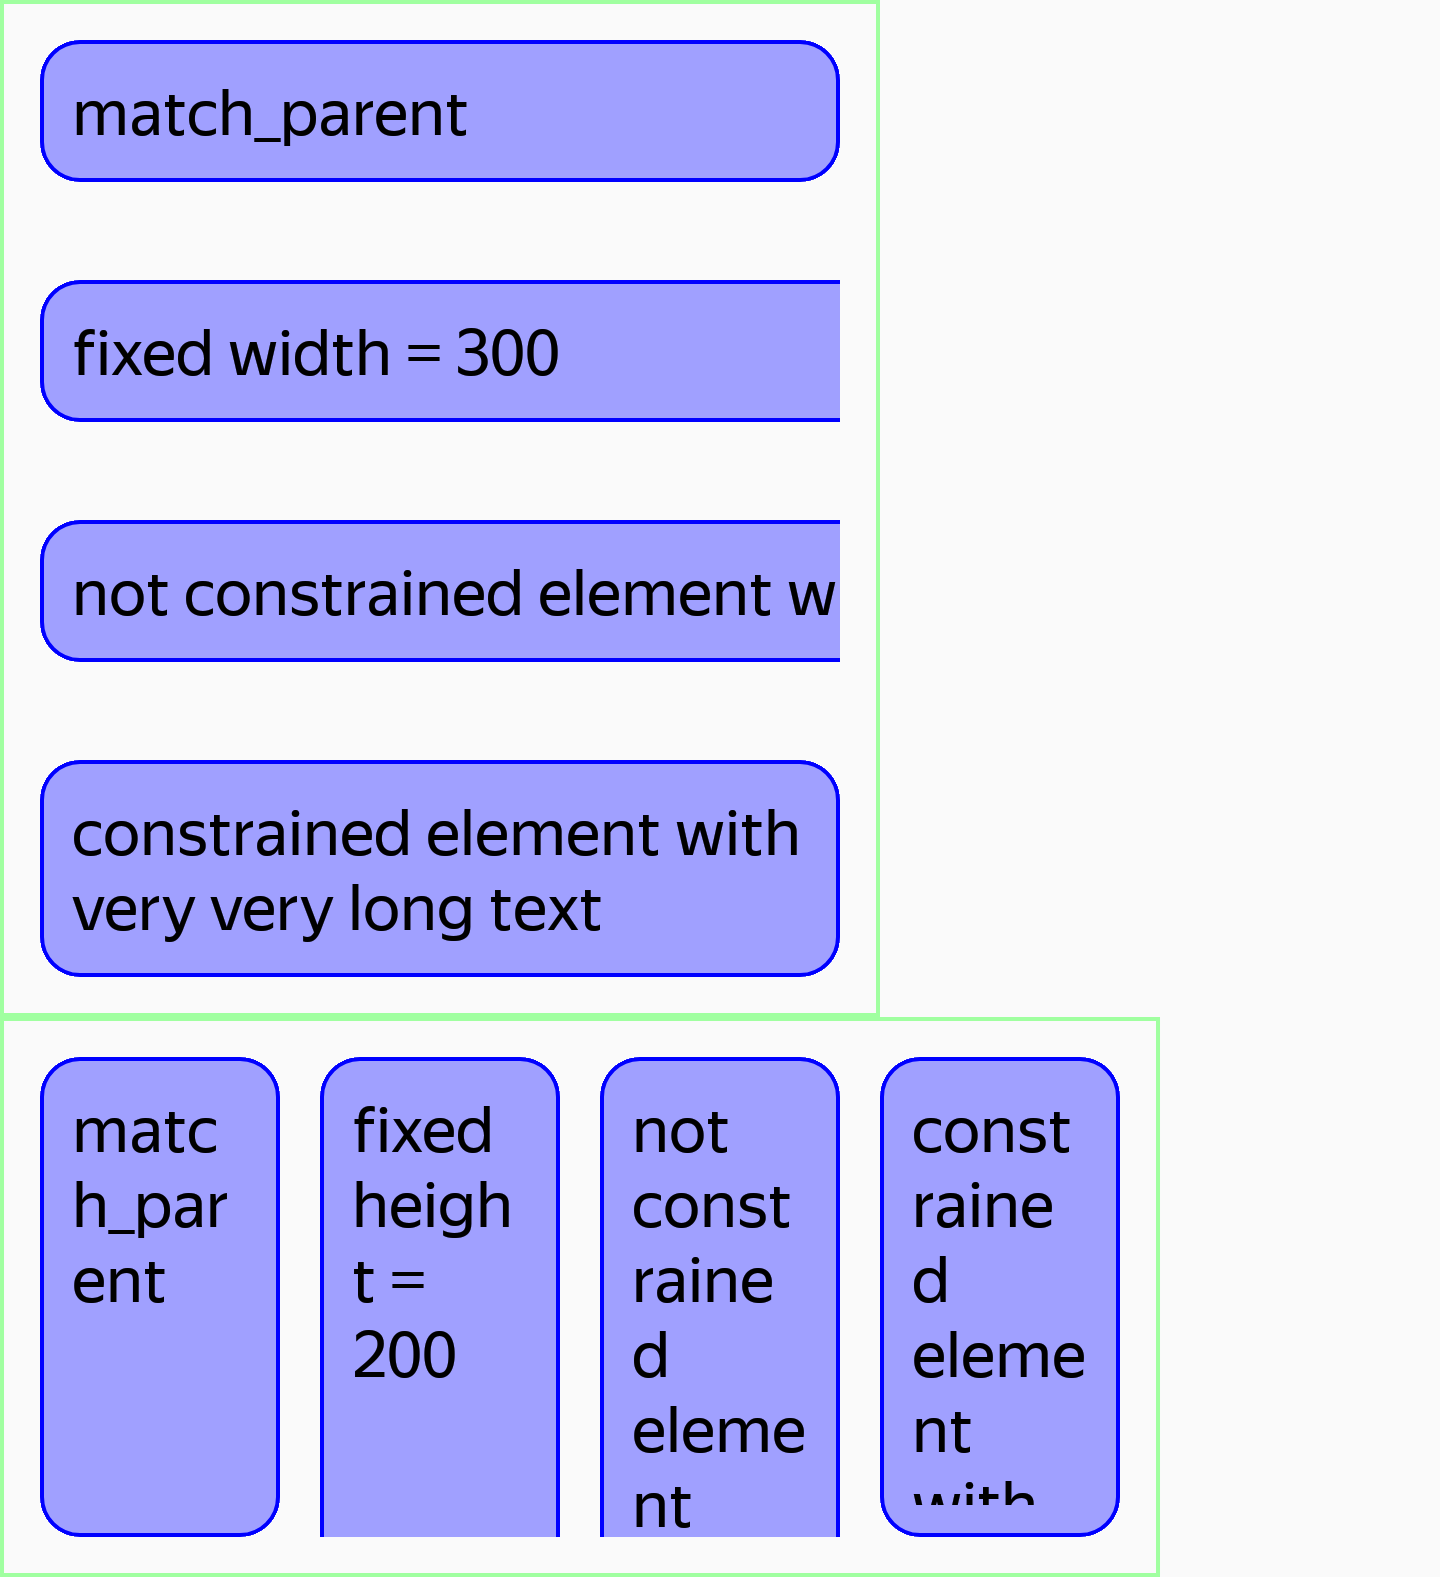 match_parent
fixed width = 300
not constrained element w
constrained element with
very very long text
matc
h_par
ent
fixed
heigh
t =
200
not
const
raine
d
eleme
nt
const
raine
d
eleme
nt
with